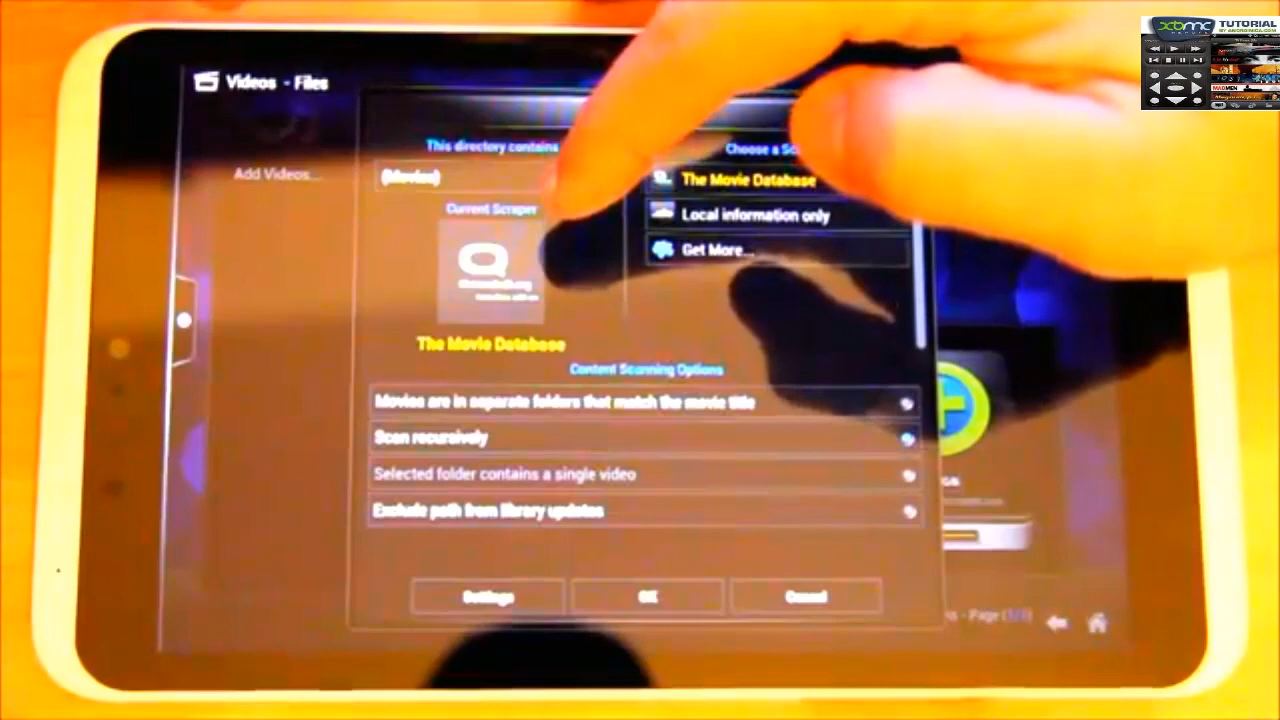 xbmc
TUTORIAL
Videos - Files
This directory contains
Choose a Sc
Add Videos...
(Movies)
The Movie Database
Current Scraper
Local information only
Get More...
The Movie Database
Content Scanning Options
Movies are in separate folders that match the movie title
Scan recursively
Selected folder contains a single video
Exclude path from library updates
Settings
OK
Cancel
- Page
MADMEN